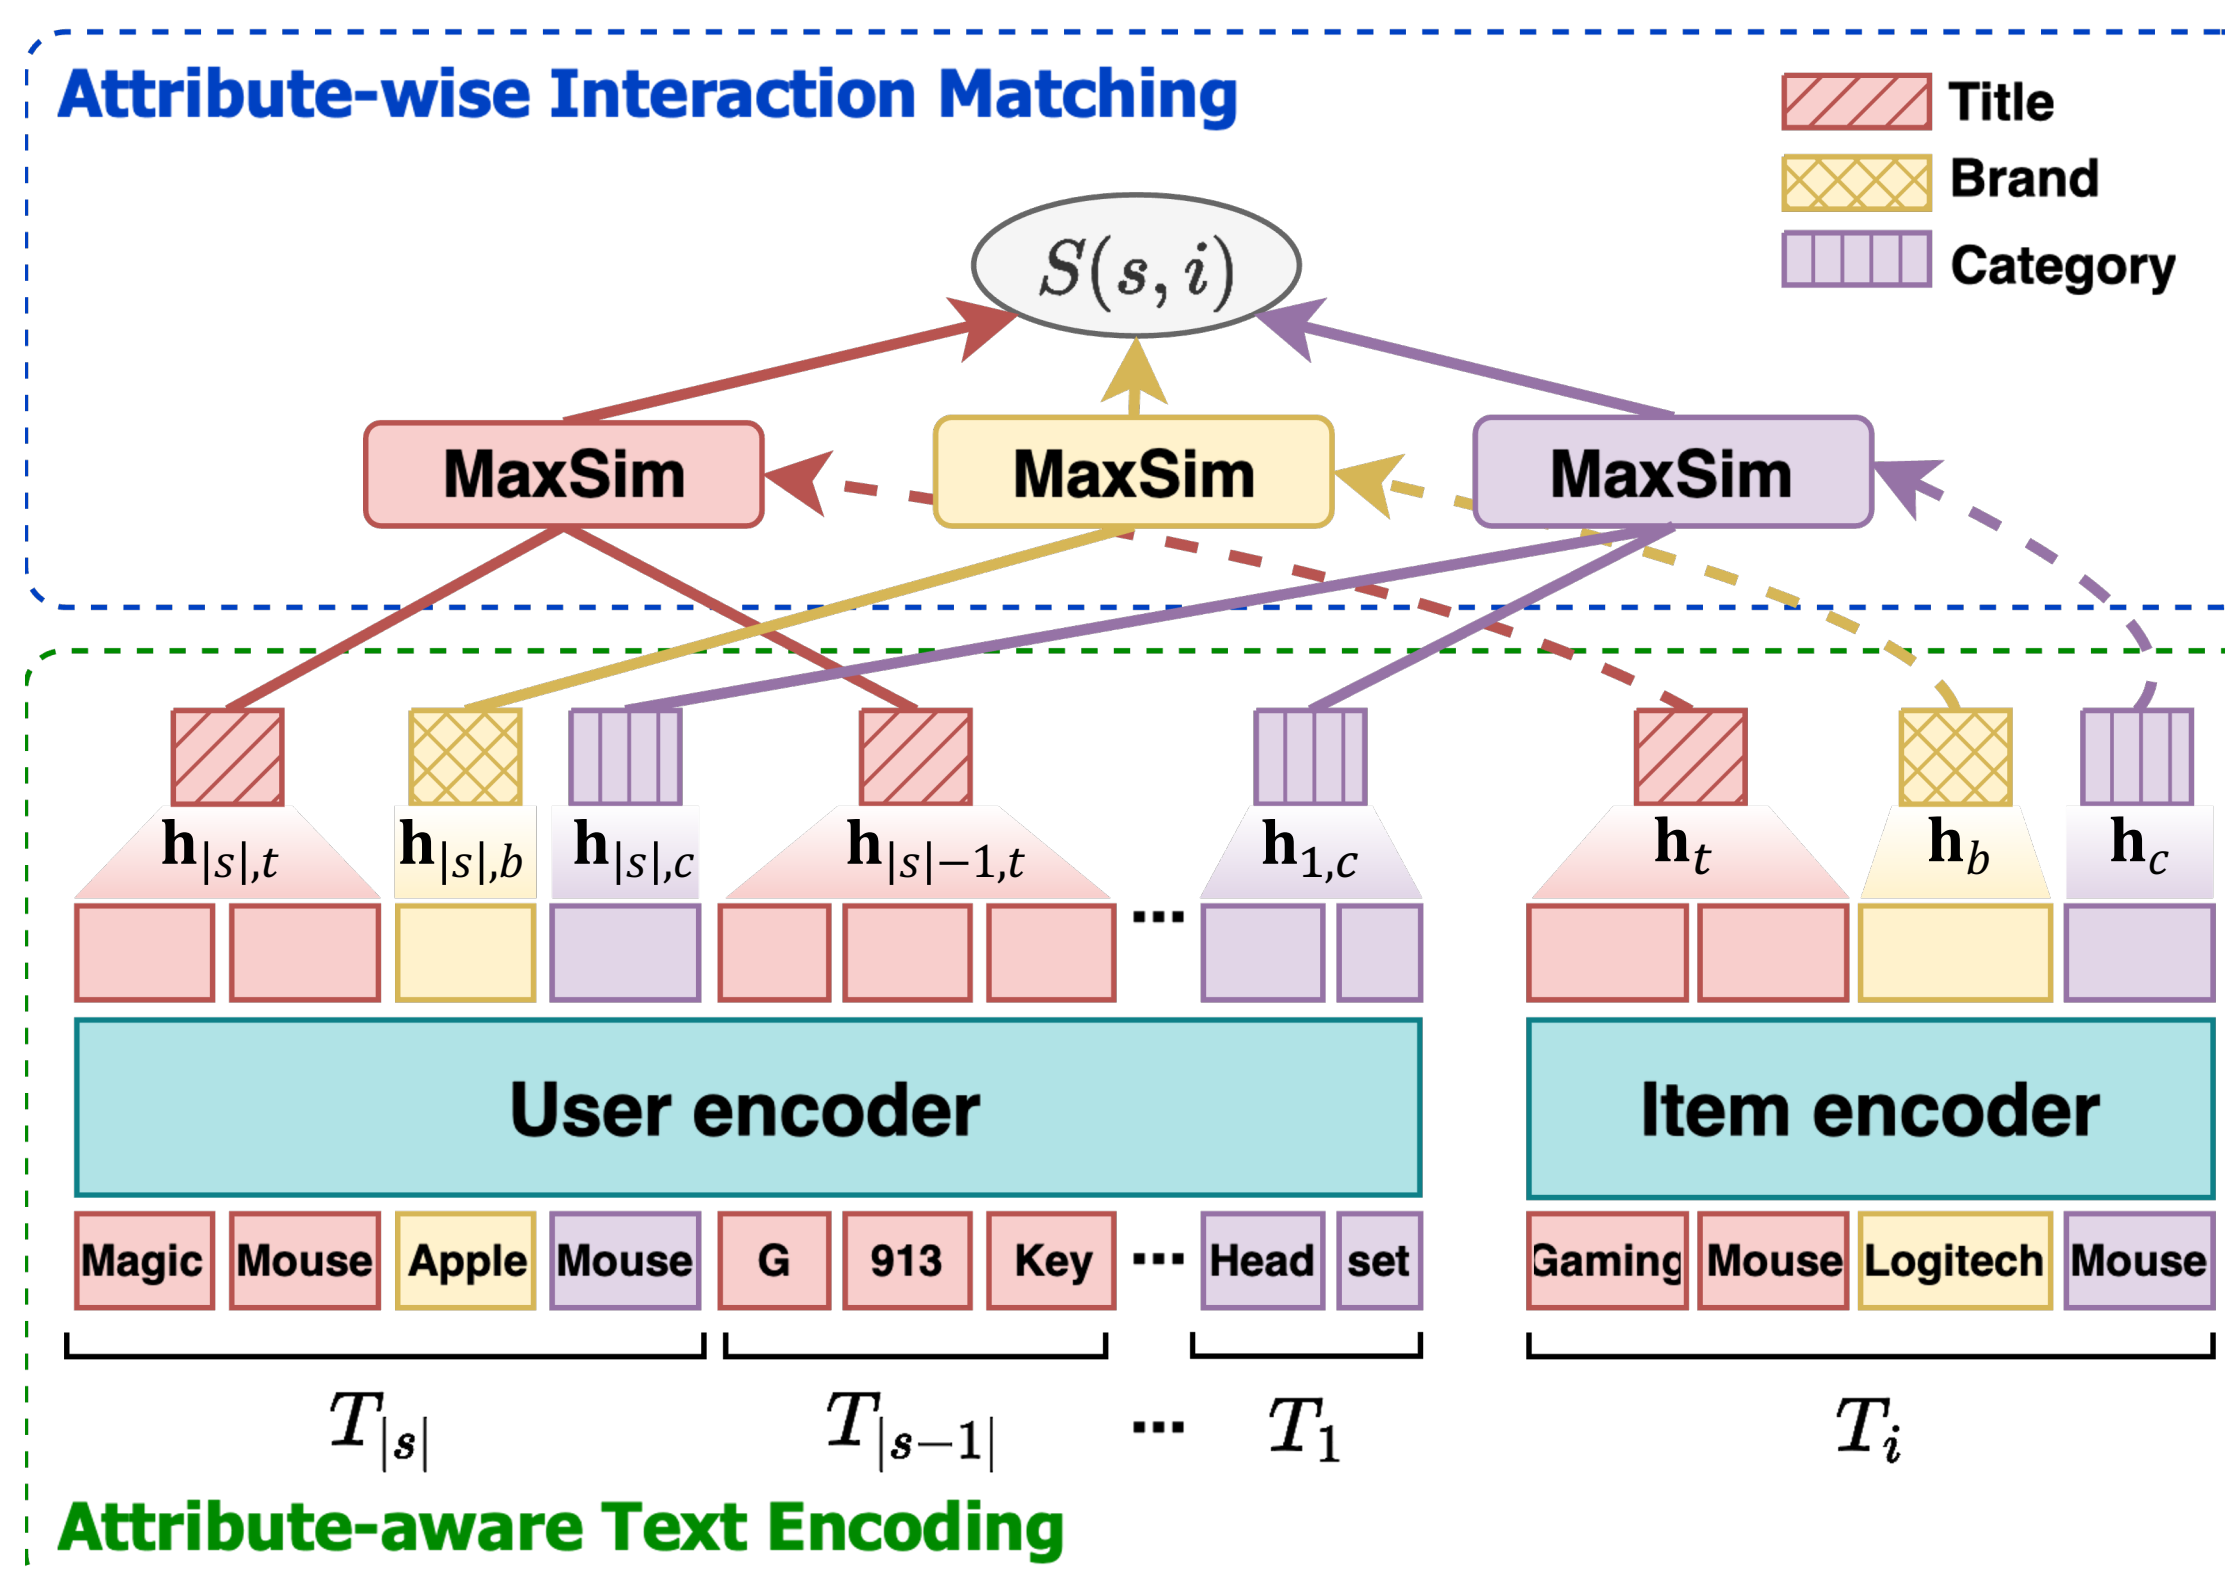 Attribute-wise Interaction Matching
Title
Brand
Category
S(s, i)
MaxSim MaxSim MaxSim
h|s|,t h|s|,b h|s|,c h|s|−1,t h1,c ht hb hc
...
User encoder Item encoder
Magic Mouse Apple Mouse G 913 Key ... Head set Gaming Mouse Logitech Mouse
T|s| T|s−1| ... T1 Ti
Attribute-aware Text Encoding